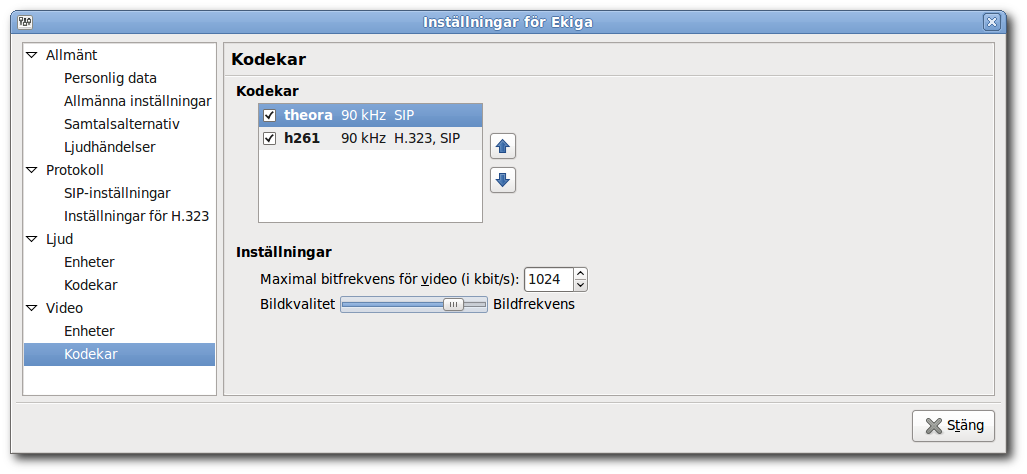 Inställningar för Ekiga
Allmänt
Personlig data
Allmänna inställningar
Samtalsalternativ
Ljudhändelser
Protokoll
SIP-inställningar
Inställningar för H.323
Ljud
Enheter
Kodekar
Video
Enheter
Kodekar
Kodekar
Kodekar
theora 90 kHz SIP
h261 90 kHz H.323, SIP
Inställningar
Maximal bitfrekvens för video (i kbit/s): 1024
Bildkvalitet Bildfrekvens
Stäng